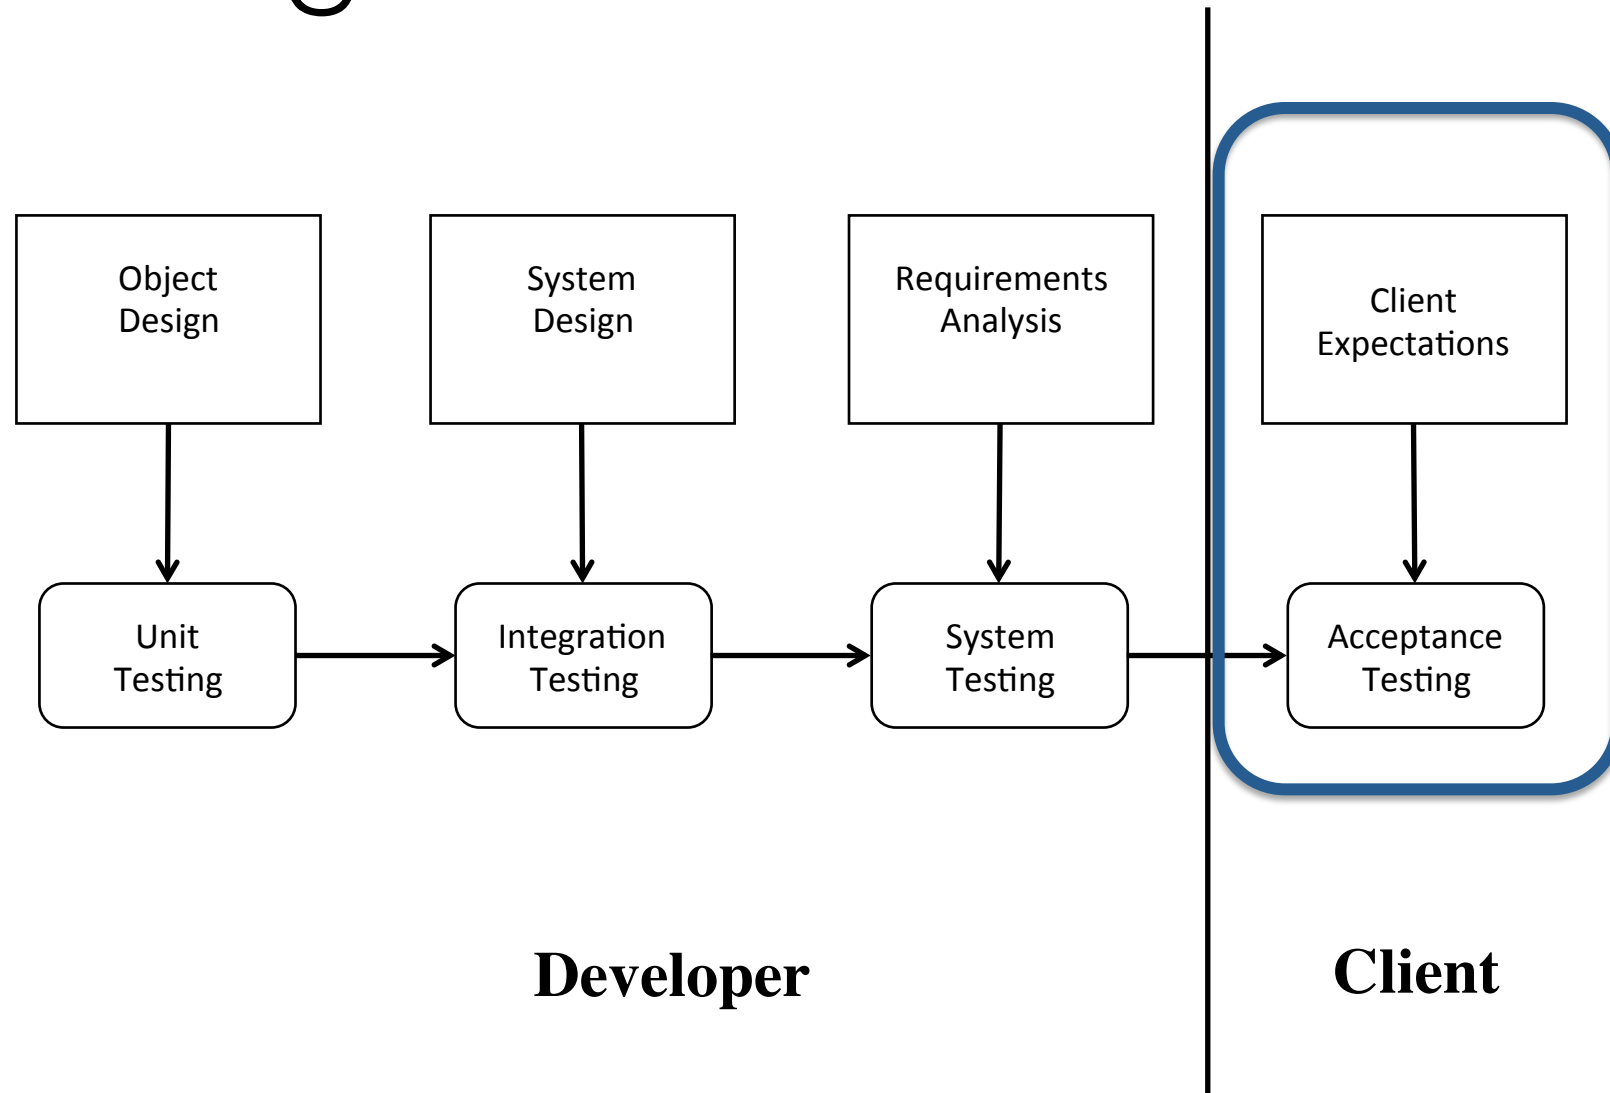 Object
Design
System
Design
Requirements
Analysis
Client
Expectations
Unit
Testing
Integration
Testing
System
Testing
Acceptance
Testing
Developer
Client